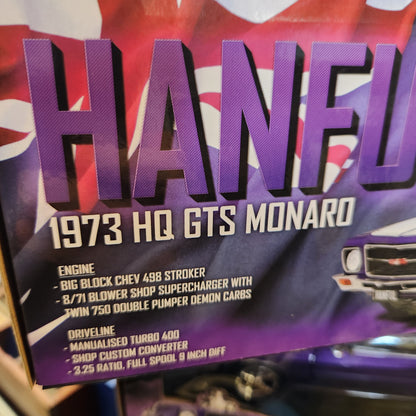 HANFU
1973 HQ GTS MONARO
ENGINE
- BIG BLOCK CHEV 498 STROKER
- 8/71 BLOWER SHOP SUPERCHARGER WITH
TWIN 750 DOUBLE PUMPER DEMON CARBS
DRIVELINE
- MANUALISED TURBO 400
- SHOP CUSTOM CONVERTER
- 3.25 RATIO, FULL SPOOL 9 INCH DIFF